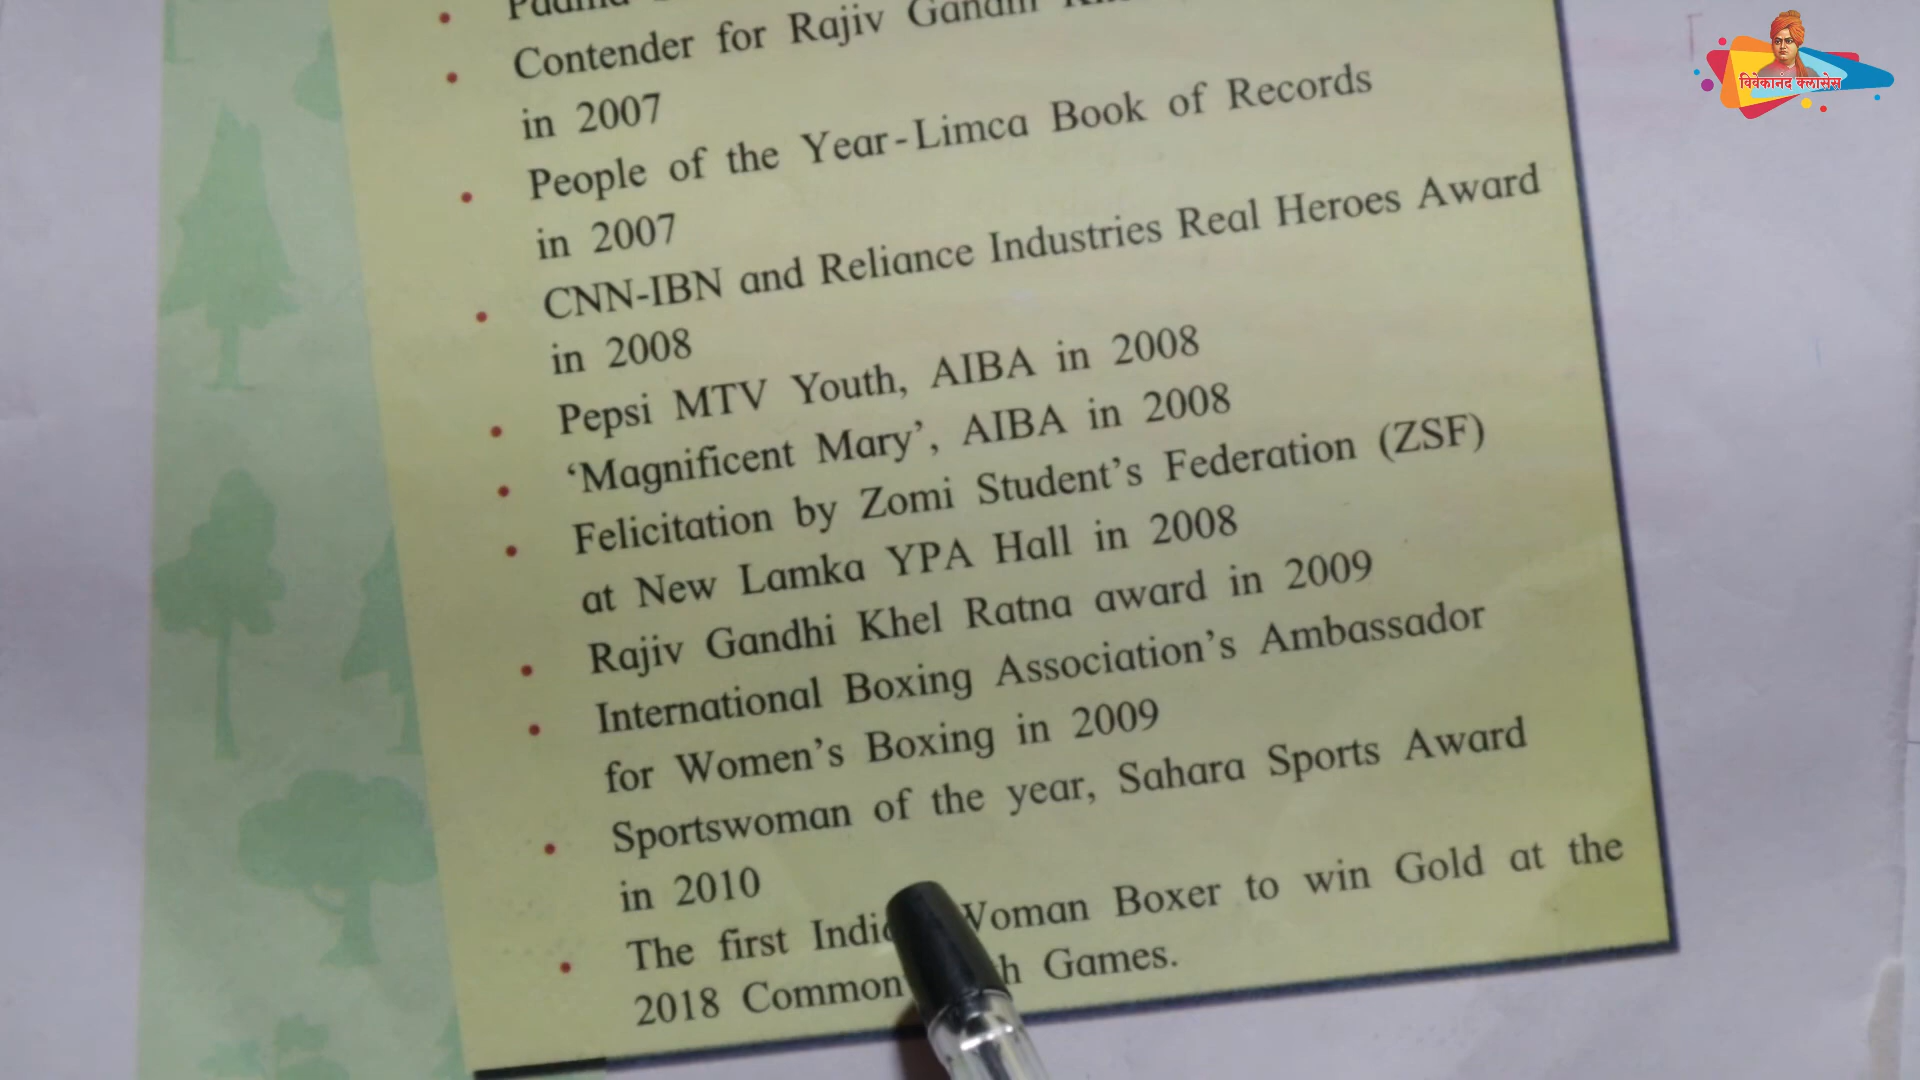 Contender for Rajiv Gandhi
in 2007
People of the Year-Limca Book of Records
in 2007
CNN-IBN and Reliance Industries Real Heroes Award
in 2008
Pepsi MTV Youth, AIBA in 2008
‘Magnificent Mary’, AIBA in 2008
Felicitation by Zomi Student’s Federation (ZSF)
at New Lamka YPA Hall in 2008
Rajiv Gandhi Khel Ratna award in 2009
International Boxing Association’s Ambassador
for Women’s Boxing in 2009
Sportswoman of the year, Sahara Sports Award
in 2010
The first Woman Boxer to win Gold at the
2018 Games.
विवेकानंद क्लासेस